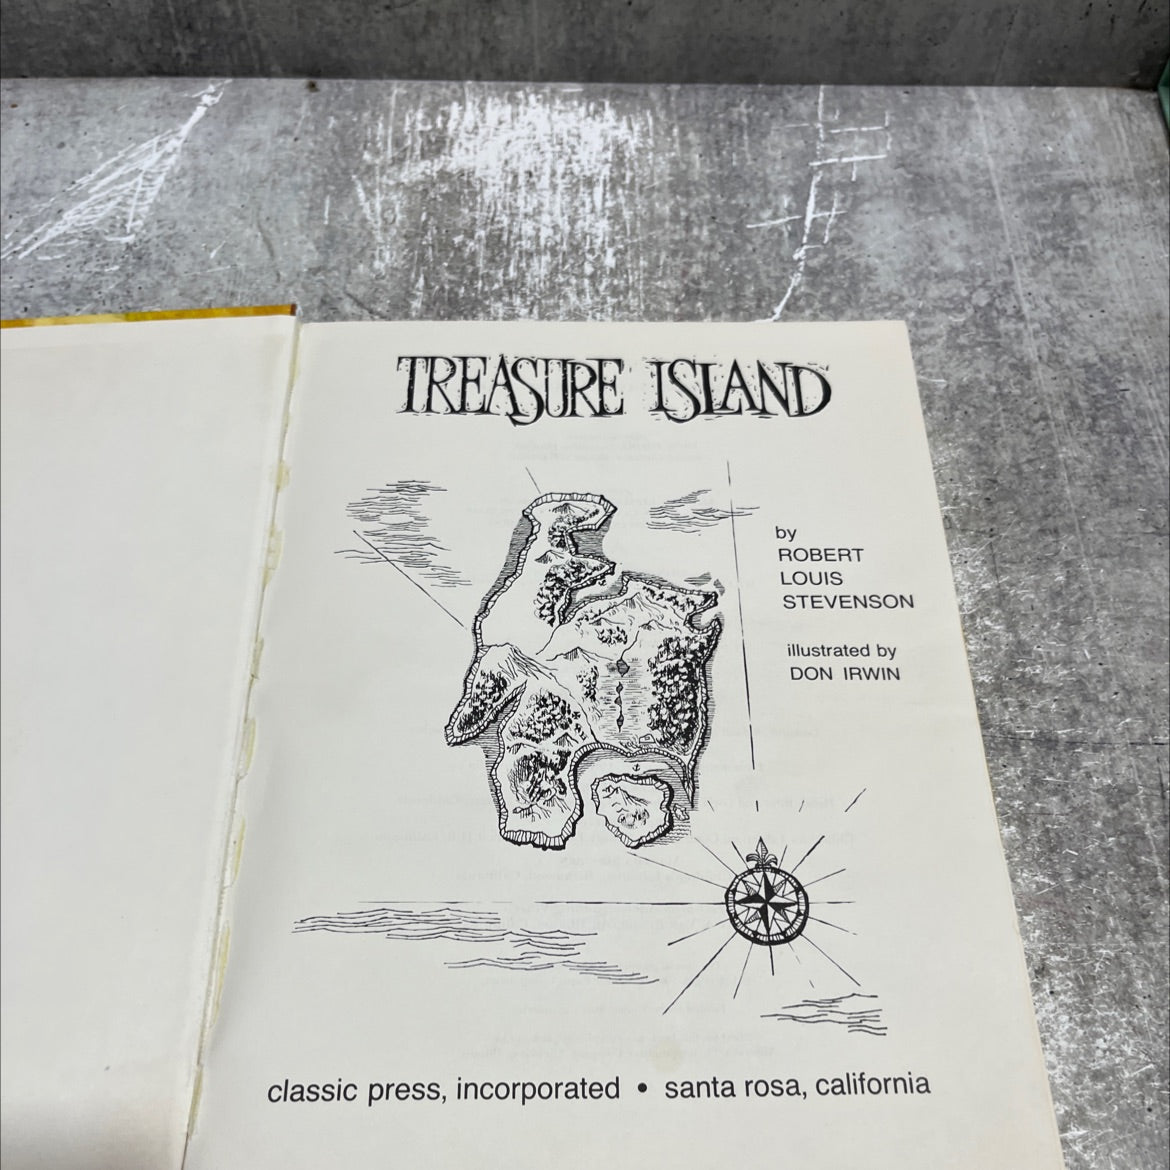 TREASURE ISLAND
by
ROBERT
LOUIS
STEVENSON
illustrated by
DON IRWIN
classic press, incorporated • santa rosa, california